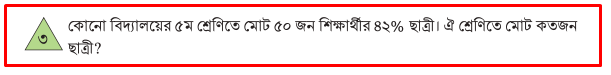 ৩ কোনো বিদ্যালয়ের ৫ম শ্রেণিতে মোট ৫০ জন শিক্ষার্থীর ৪২% ছাত্রী। ঐ শ্রেণিতে মোট কতজন
ছাত্রী?